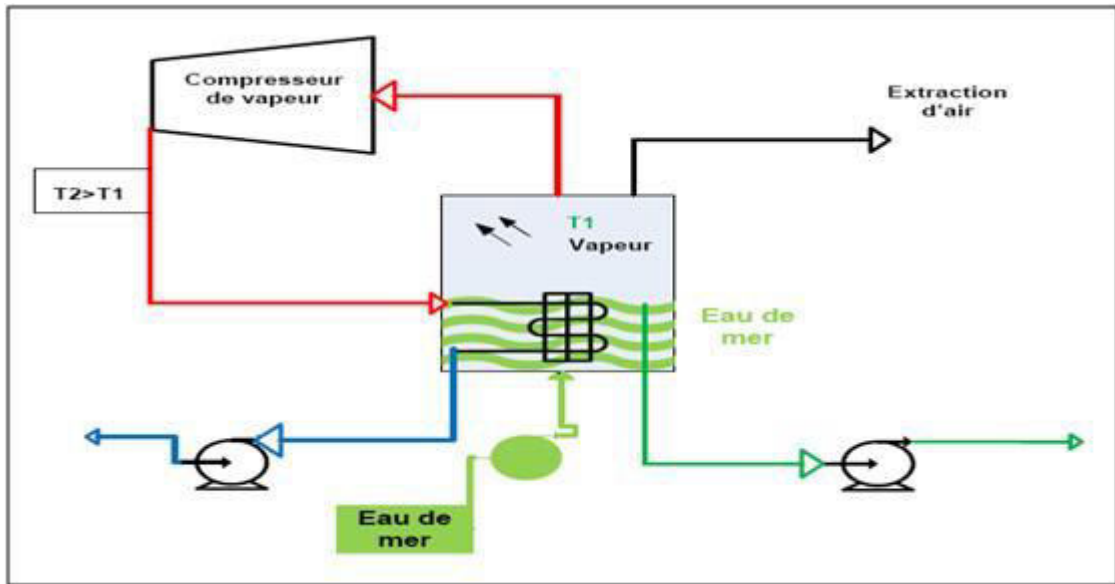 Compresseur
de vapeur
Extraction
d'air
T2>T1
T1
Vapeur
Eau de
mer
Eau de
mer